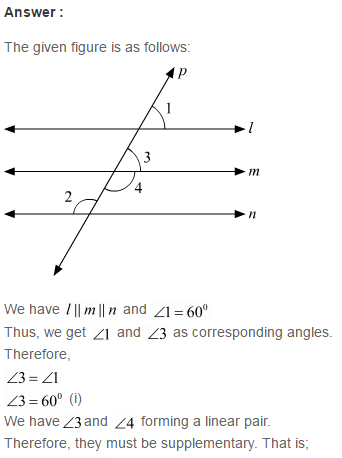 Answer :
The given figure is as follows:
p
1
l
3
m
4
2
n
We have l || m || n and ∠1 = 60⁰
Thus, we get ∠1 and ∠3 as corresponding angles.
Therefore,
∠3 = ∠1
∠3 = 60⁰ (i)
We have ∠3 and ∠4 forming a linear pair.
Therefore, they must be supplementary. That is;